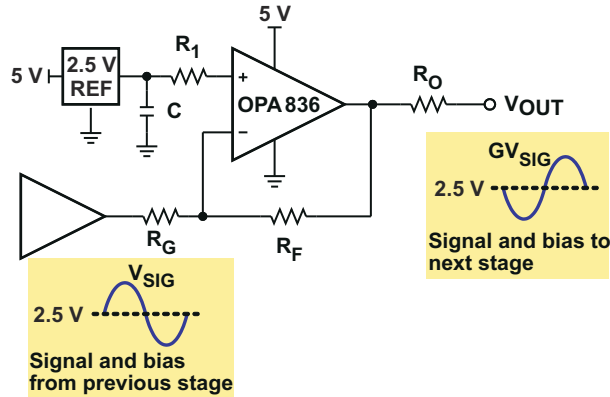 5 V
5 V
2.5 V
REF
R1
C
+
−
OPA836
RO
VOUT
GVSIG
2.5 V
Signal and bias to
next stage
RG
RF
VSIG
2.5 V
Signal and bias
from previous stage